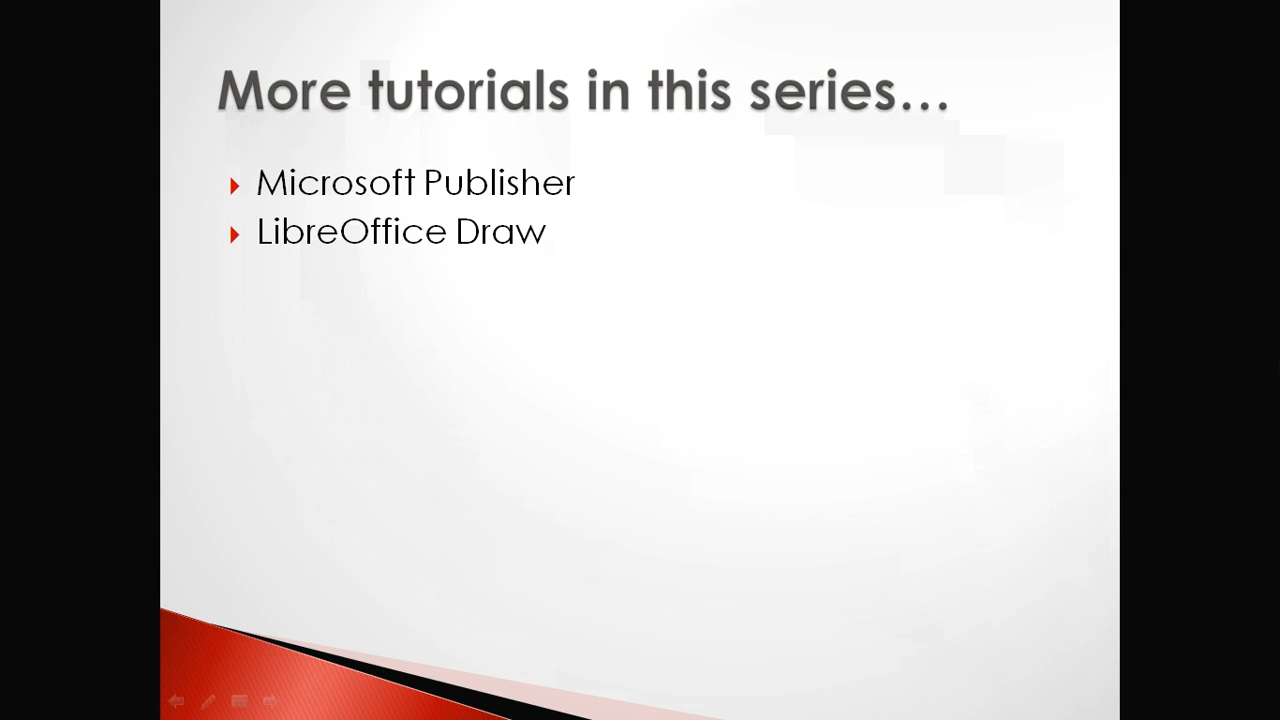 More tutorials in this series…
Microsoft Publisher
LibreOffice Draw